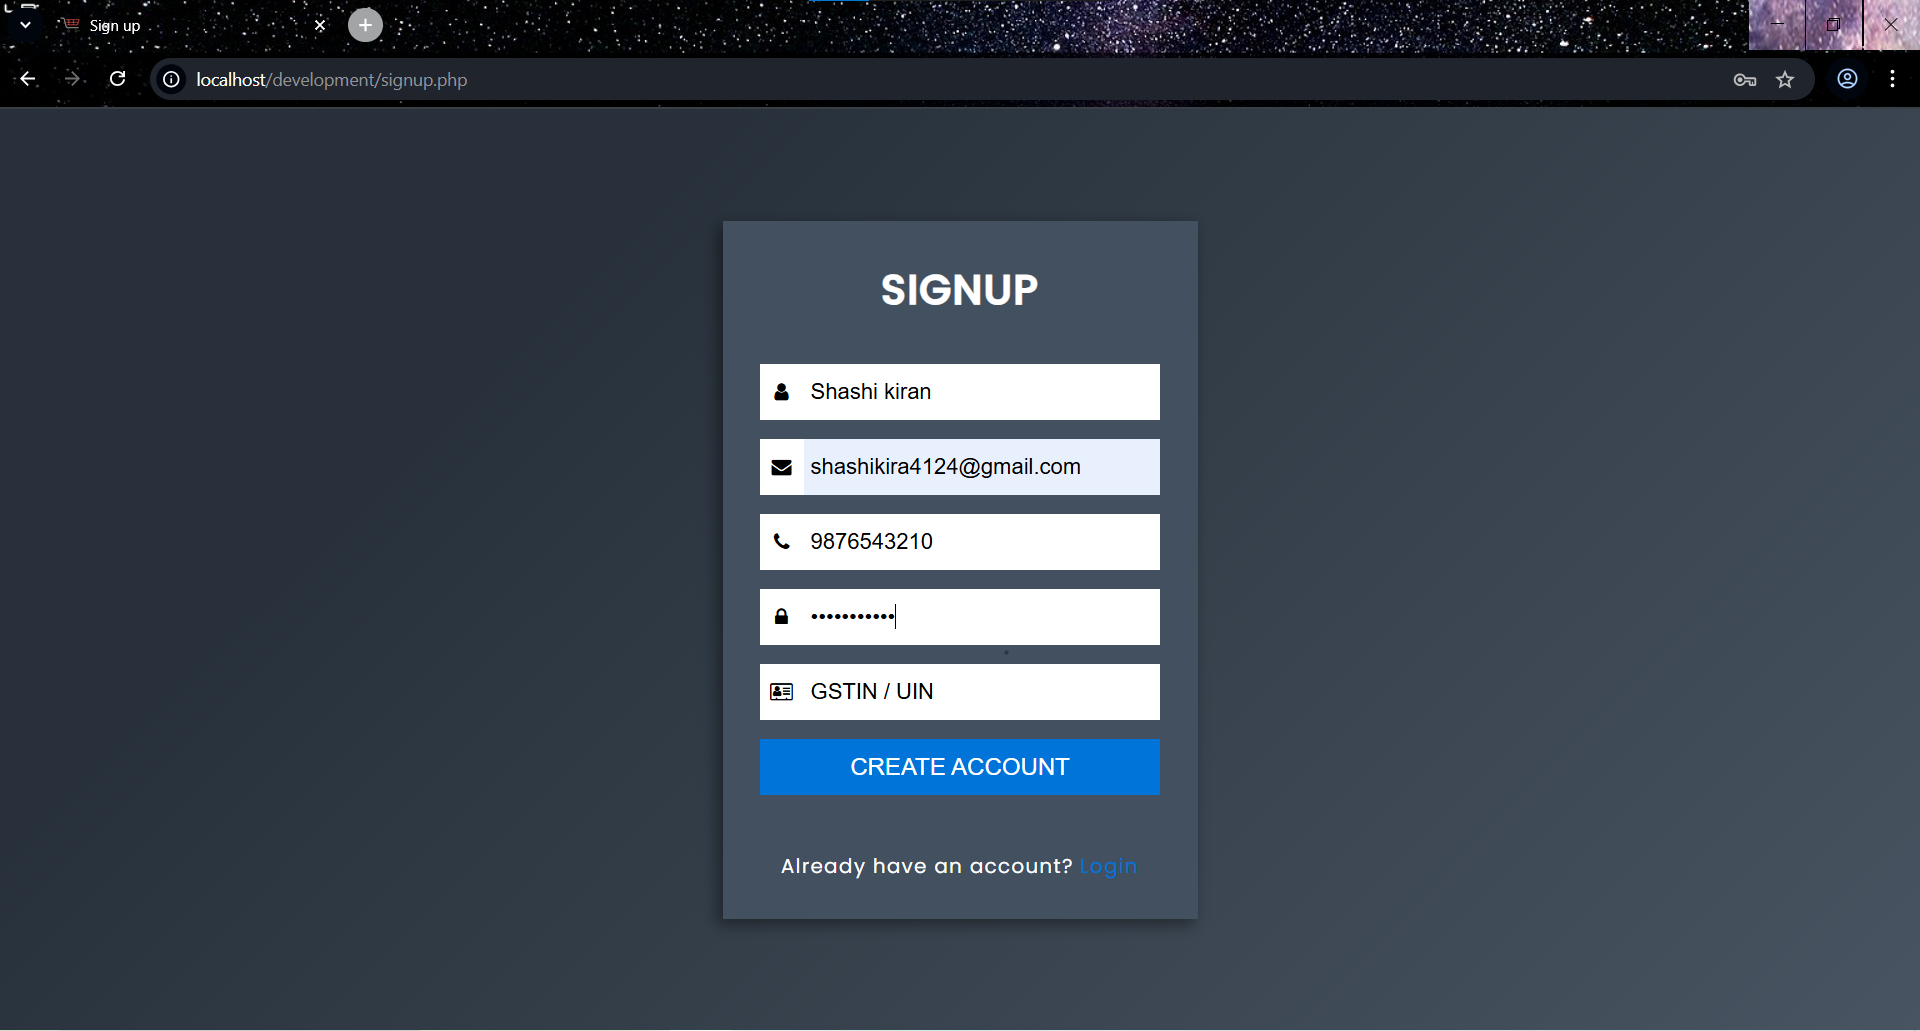 Sign up
localhost/development/signup.php
SIGNUP
Shashi kiran
shashikira4124@gmail.com
9876543210
•••••••••••
GSTIN / UIN
CREATE ACCOUNT
Already have an account? Login